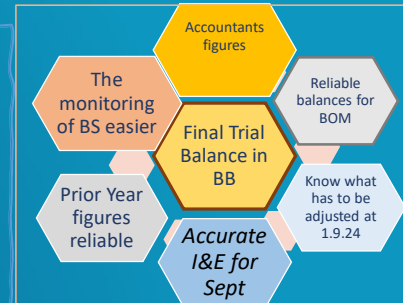 Accountants
figures
The
monitoring
of BS easier
Reliable
balances for
BOM
Final Trial
Balance in
BB
Prior Year
figures
reliable
Know what
has to be
adjusted at
1.9.24
Accurate
I&E for
Sept